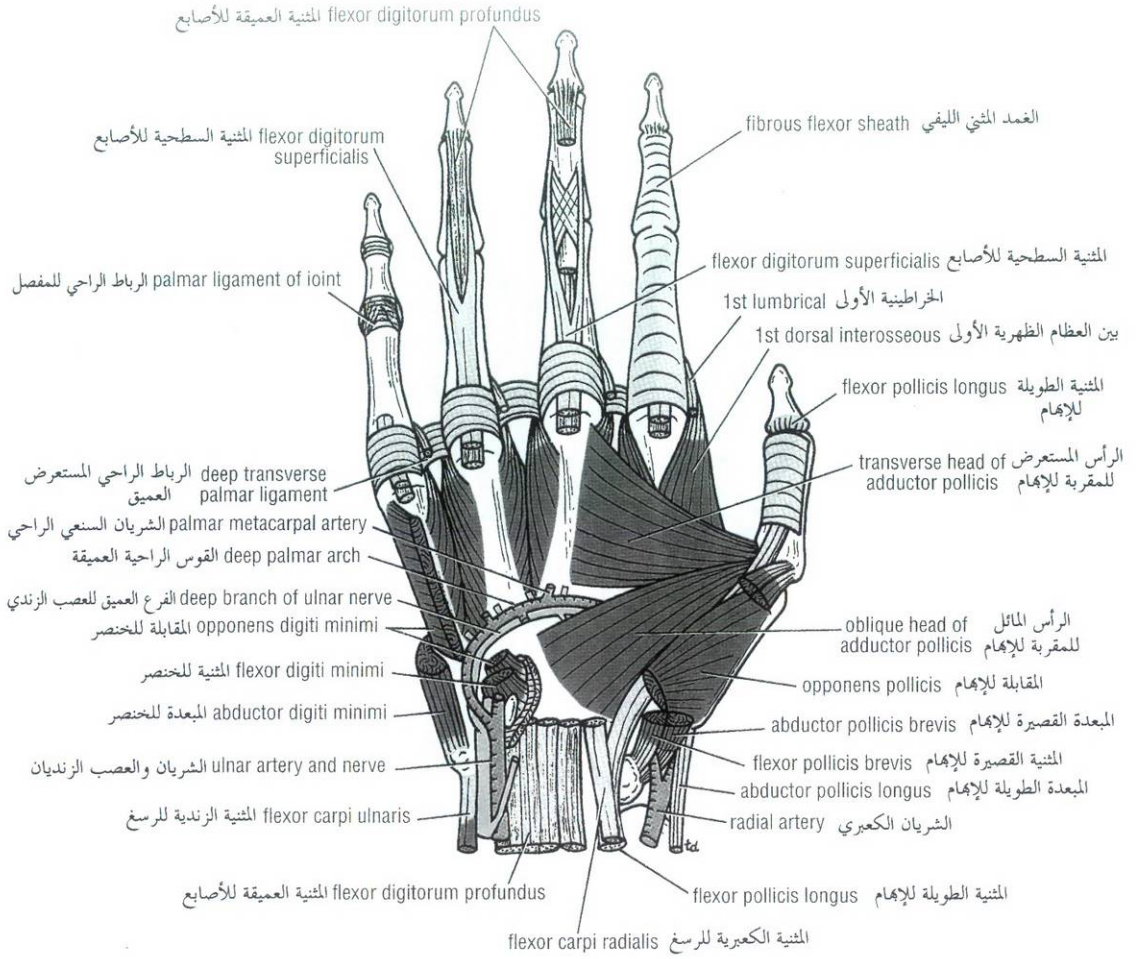 flexor digitorum profundus المثنية العميقة للأصابع
fibrous flexor sheath الغمد المثني الليفي
flexor digitorum المثنية السطحية للأصابع
superficialis
flexor digitorum superficialis المثنية السطحية للأصابع
palmar ligament of ioint الرباط الراحي للمفصل
1st lumbrical الخراطينية الأولى
1st dorsal interosseous بين العظام الظهرية الأولى
flexor pollicis longus المثنية الطويلة
للإبهام
transverse head of الرأس المستعرض
adductor pollicis للمقربة للإبهام
deep transverse الرباط الراحي المستعرض
palmar ligament العميق
palmar metacarpal artery الشريان السنعي الراحي
deep palmar arch القوس الراحية العميقة
deep branch of ulnar nerve الفرع العميق للعصب الزندي
opponens digiti minimi المقابلة للخنصر
oblique head of الرأس المائل
adductor pollicis للمقربة للإبهام
flexor digiti minimi المثنية للخنصر
opponens pollicis المقابلة للإبهام
abductor digiti minimi المبعدة للخنصر
abductor pollicis brevis المبعدة القصيرة للإبهام
ulnar artery and nerve الشريان والعصب الزنديان
flexor pollicis brevis المثنية القصيرة للإبهام
abductor pollicis longus المبعدة الطويلة للإبهام
flexor carpi ulnaris المثنية الزندية للرسغ
radial artery الشريان الكعبري
td
flexor digitorum profundus المثنية العميقة للأصابع
flexor pollicis longus المثنية الطويلة للإبهام
flexor carpi radialis المثنية الكعبرية للرسغ